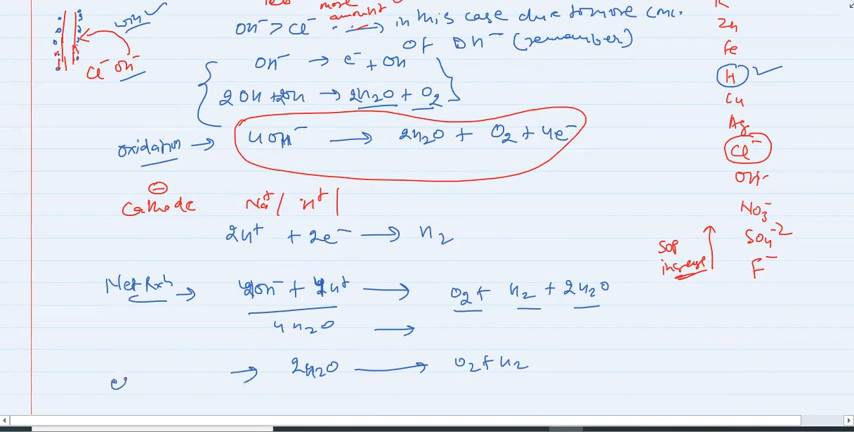 more
amount
OH⁻ > Cl⁻ in this case due to more conc.
of OH⁻ (remember)
Cl⁻ OH⁻
OH⁻ → e⁻ + OH
2OH + 2OH → 2H₂O + O₂
oxidation → 4OH⁻ → 2H₂O + O₂ + 4e⁻
⊖
Cathode Na⁺ / H⁺ |
2H⁺ + 2e⁻ → H₂
Net Rxn → 4OH⁻ + 4H⁺ → O₂ + H₂ + 2H₂O
4H₂O →
→ 2H₂O → O₂ + H₂
Zn
Fe
H ✓
Cu
Ag
Cl⁻
OH⁻
NO₃⁻
SO₄⁻²
F⁻
SOP
increase